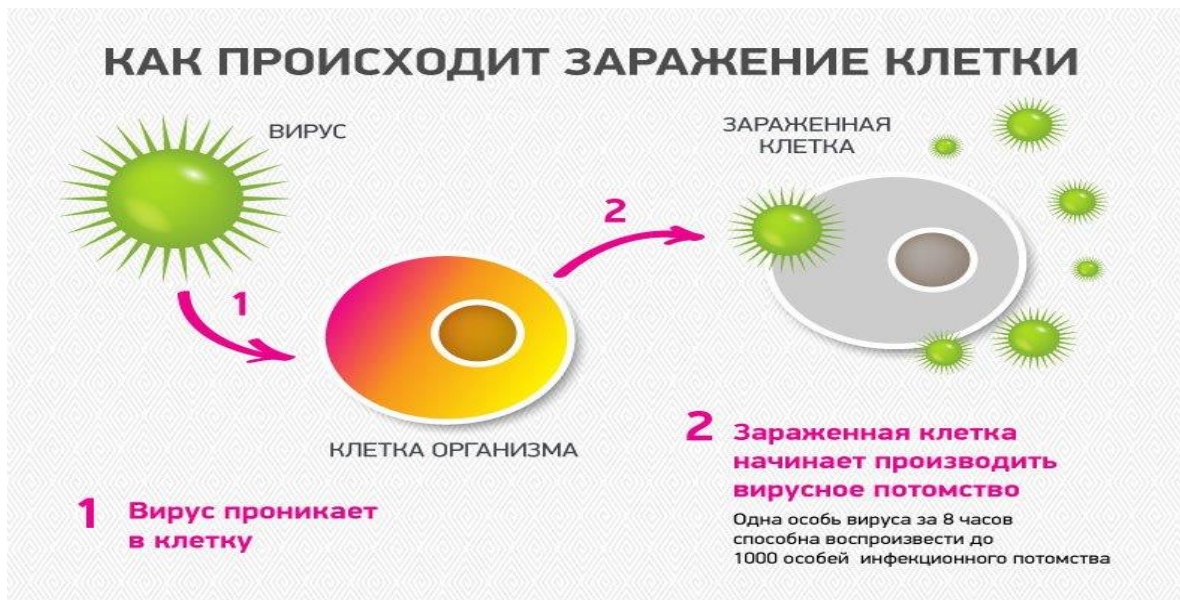 КАК ПРОИСХОДИТ ЗАРАЖЕНИЕ КЛЕТКИ
ВИРУС
1
КЛЕТКА ОРГАНИЗМА
2
ЗАРАЖЕННАЯ
КЛЕТКА
1 Вирус проникает
в клетку
2 Зараженная клетка
начинает производить
вирусное потомство
Одна особь вируса за 8 часов
способна воспроизвести до
1000 особей инфекционного потомства